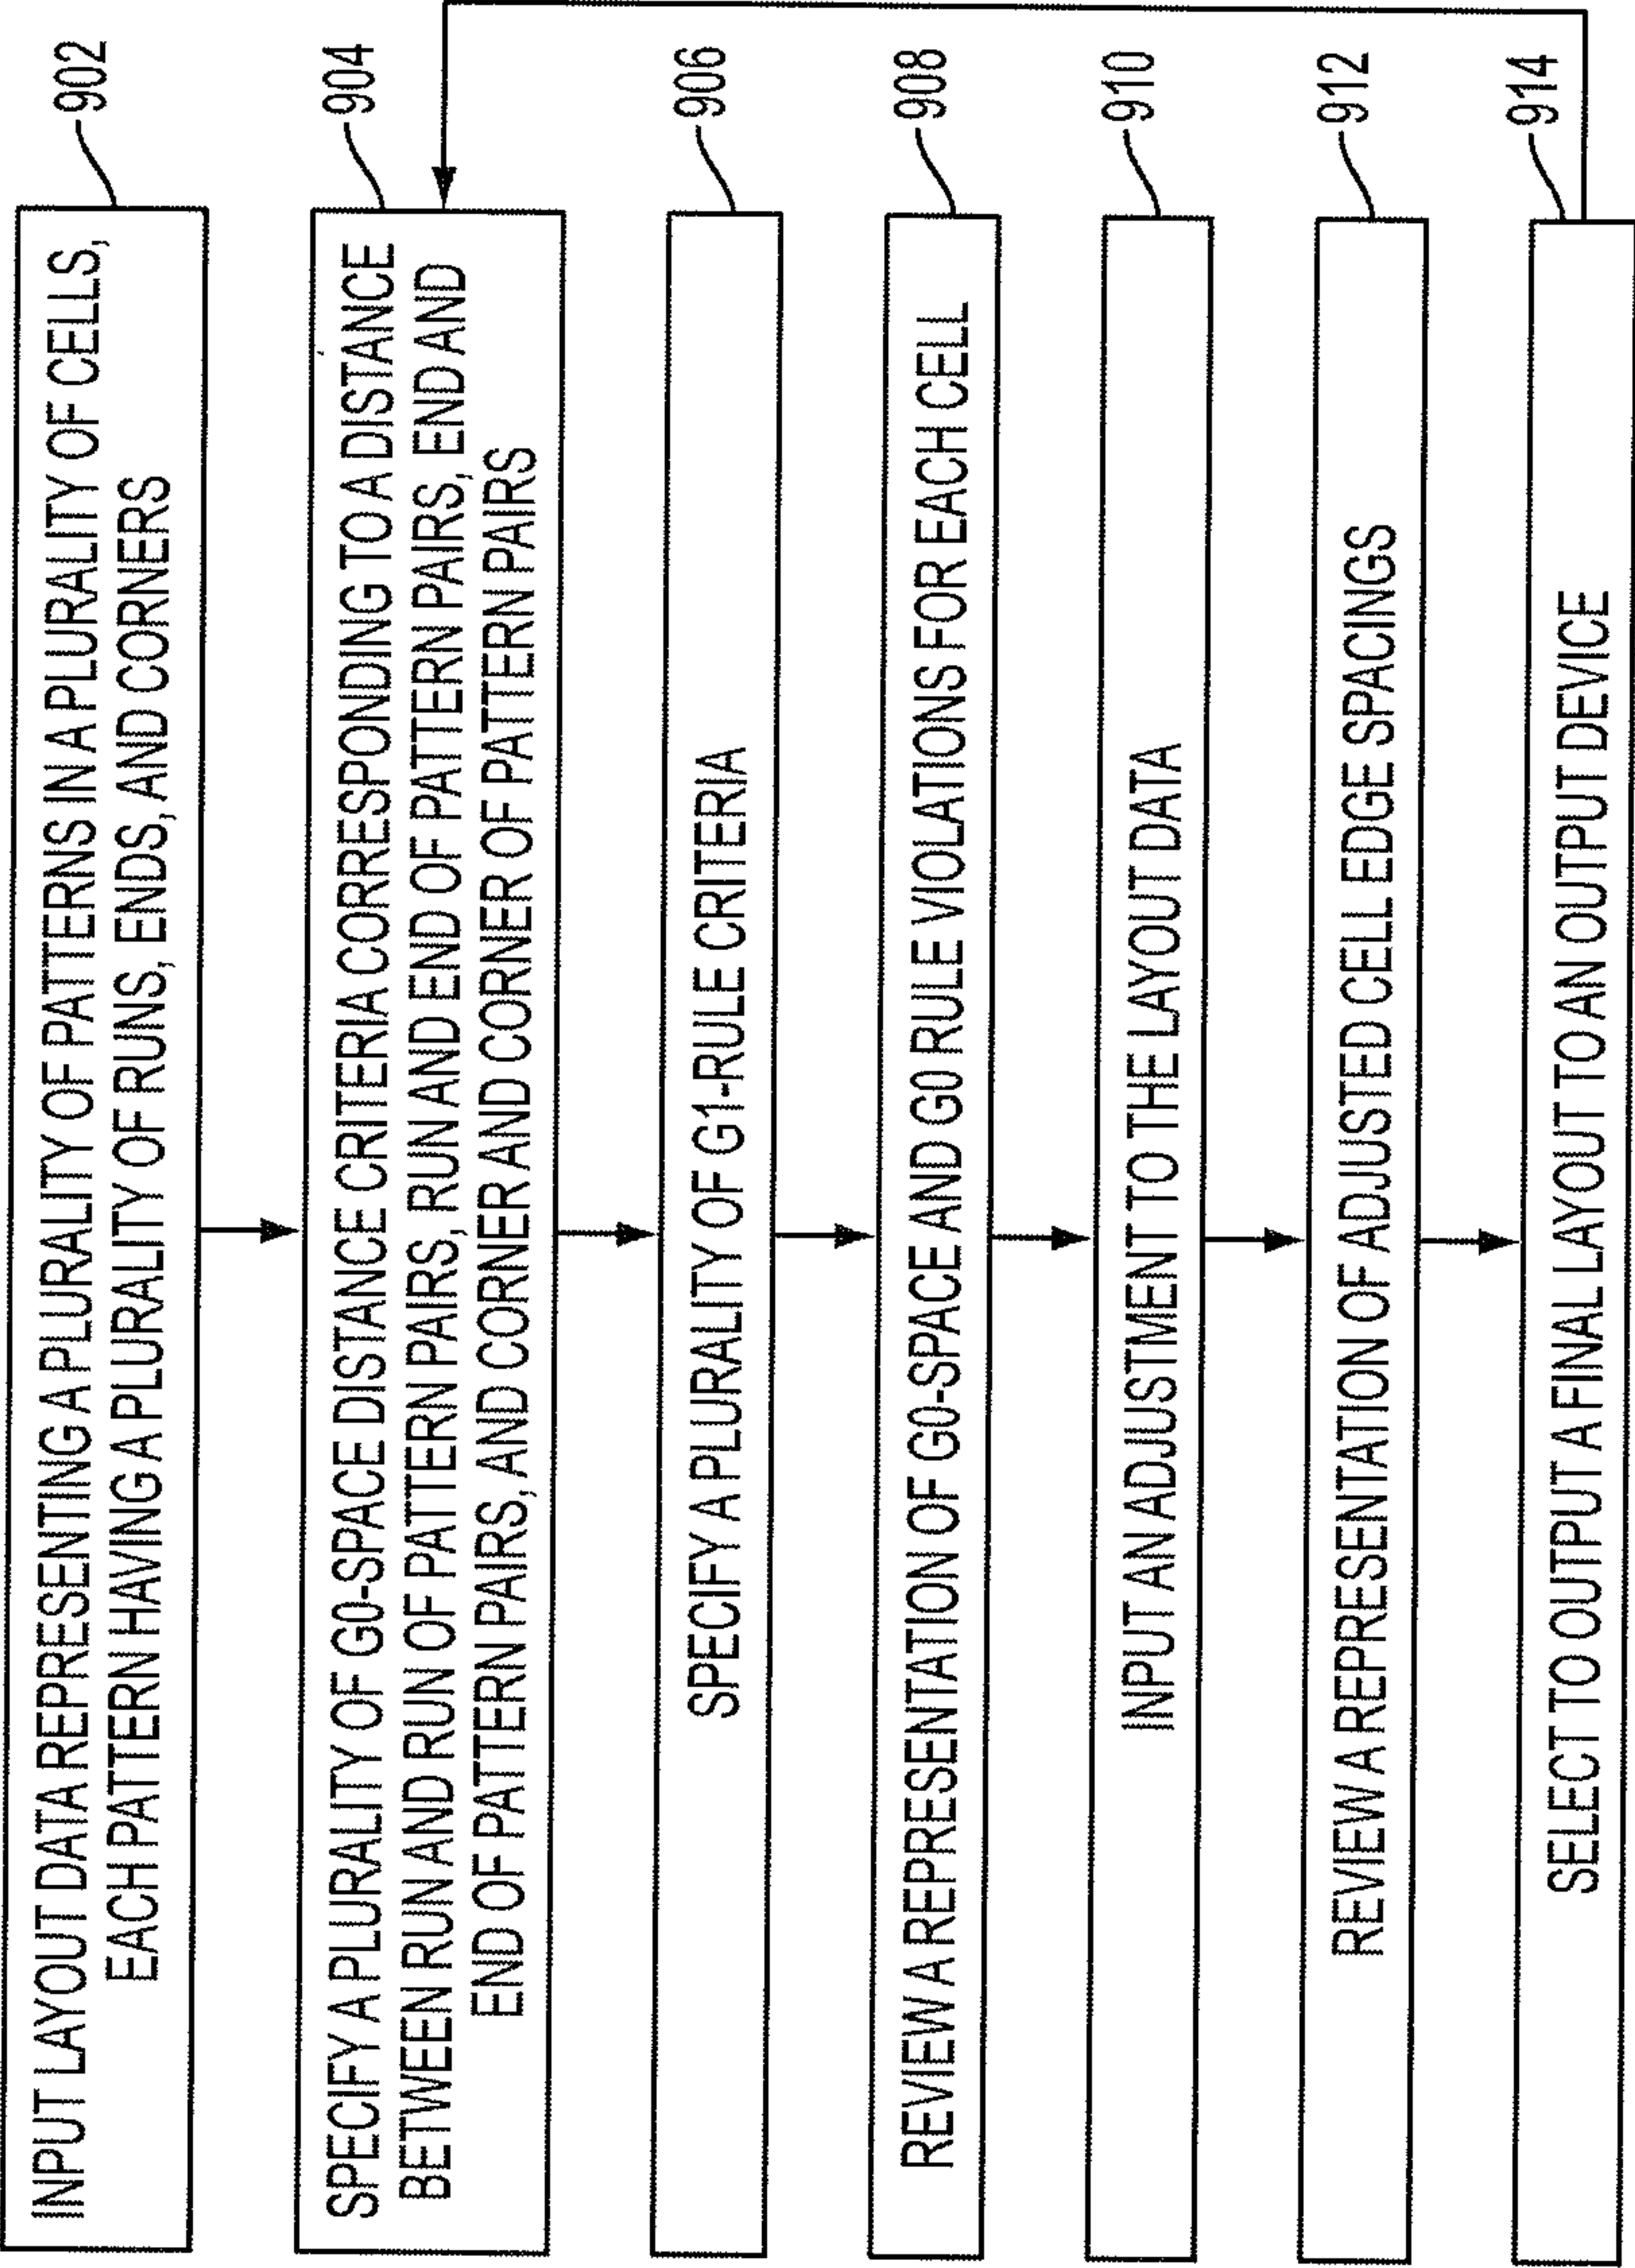 902
INPUT LAYOUT DATA REPRESENTING A PLURALITY OF PATTERNS IN A PLURALITY OF CELLS,
EACH PATTERN HAVING A PLURALITY OF RUNS, ENDS, AND CORNERS
904
SPECIFY A PLURALITY OF G0-SPACE DISTANCE CRITERIA CORRESPONDING TO A DISTANCE
BETWEEN RUN AND RUN OF PATTERN PAIRS, RUN AND END OF PATTERN PAIRS, END AND
END OF PATTERN PAIRS, AND CORNER AND CORNER OF PATTERN PAIRS
906
SPECIFY A PLURALITY OF G1-RULE CRITERIA
908
REVIEW A REPRESENTATION OF G0-SPACE AND G0 RULE VIOLATIONS FOR EACH CELL
910
INPUT AN ADJUSTMENT TO THE LAYOUT DATA
912
REVIEW A REPRESENTATION OF ADJUSTED CELL EDGE SPACINGS
914
SELECT TO OUTPUT A FINAL LAYOUT TO AN OUTPUT DEVICE